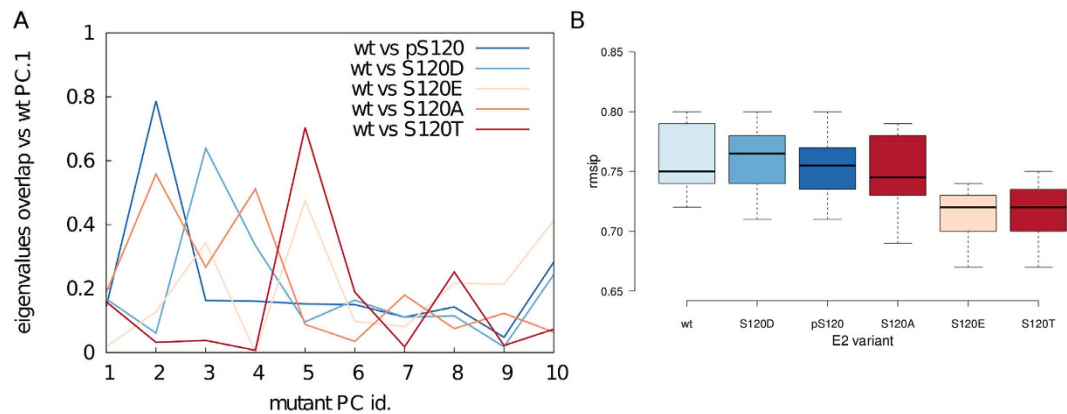 A
eigenvalues overlap vs wt PC.1
1
0.8
0.6
0.4
0.2
0
wt vs pS120
wt vs S120D
wt vs S120E
wt vs S120A
wt vs S120T
1 2 3 4 5 6 7 8 9 10
mutant PC id.
B
rmsip
0.85
0.80
0.75
0.70
0.65
wt S120D pS120 S120A S120E S120T
E2 variant